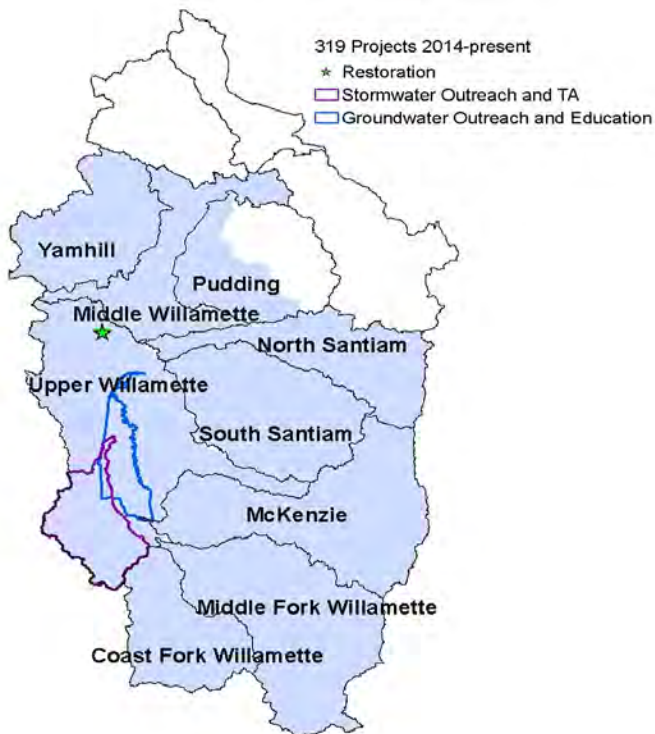 319 Projects 2014-present
Restoration
Stormwater Outreach and TA
Groundwater Outreach and Education
Yamhill
Pudding
Middle Willamette
North Santiam
Upper Willamette
South Santiam
McKenzie
Middle Fork Willamette
Coast Fork Willamette